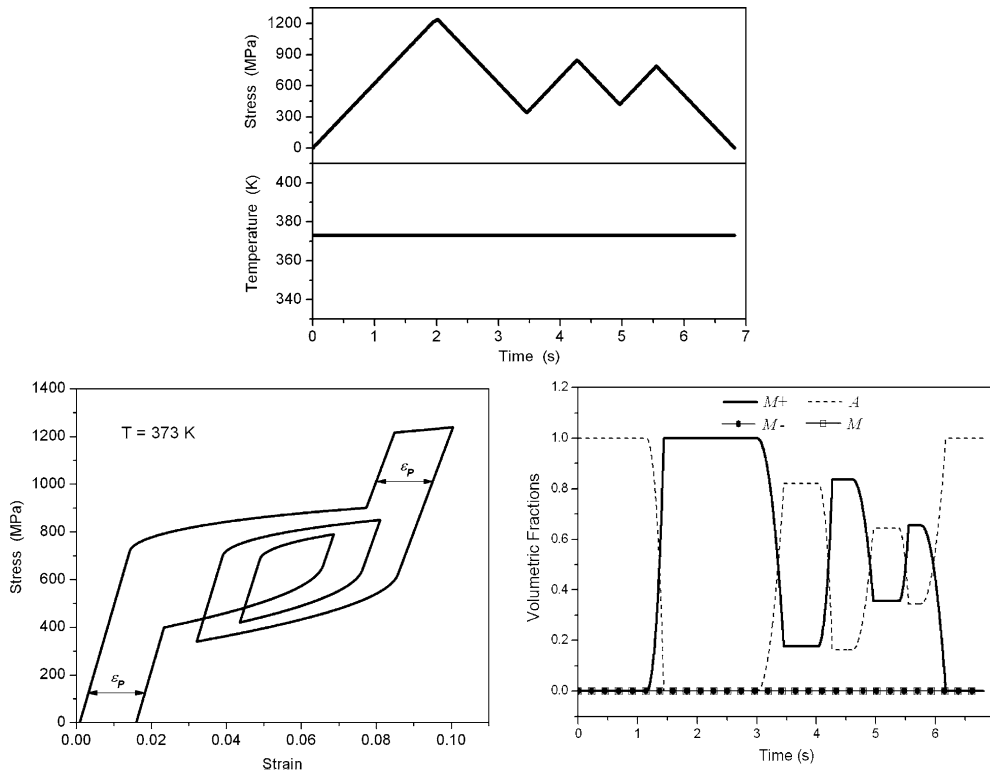 Stress (MPa)
1200
900
600
300
0
Temperature (K)
400
380
360
340
0 1 2 3 4 5 6 7
Time (s)
Stress (MPa)
1400
1200
1000
800
600
400
200
0
T = 373 K
εP
εP
0.00 0.02 0.04 0.06 0.08 0.10
Strain
Volumetric Fractions
1.2
1.0
0.8
0.6
0.4
0.2
0.0
M+ A
M- M
0 1 2 3 4 5 6
Time (s)